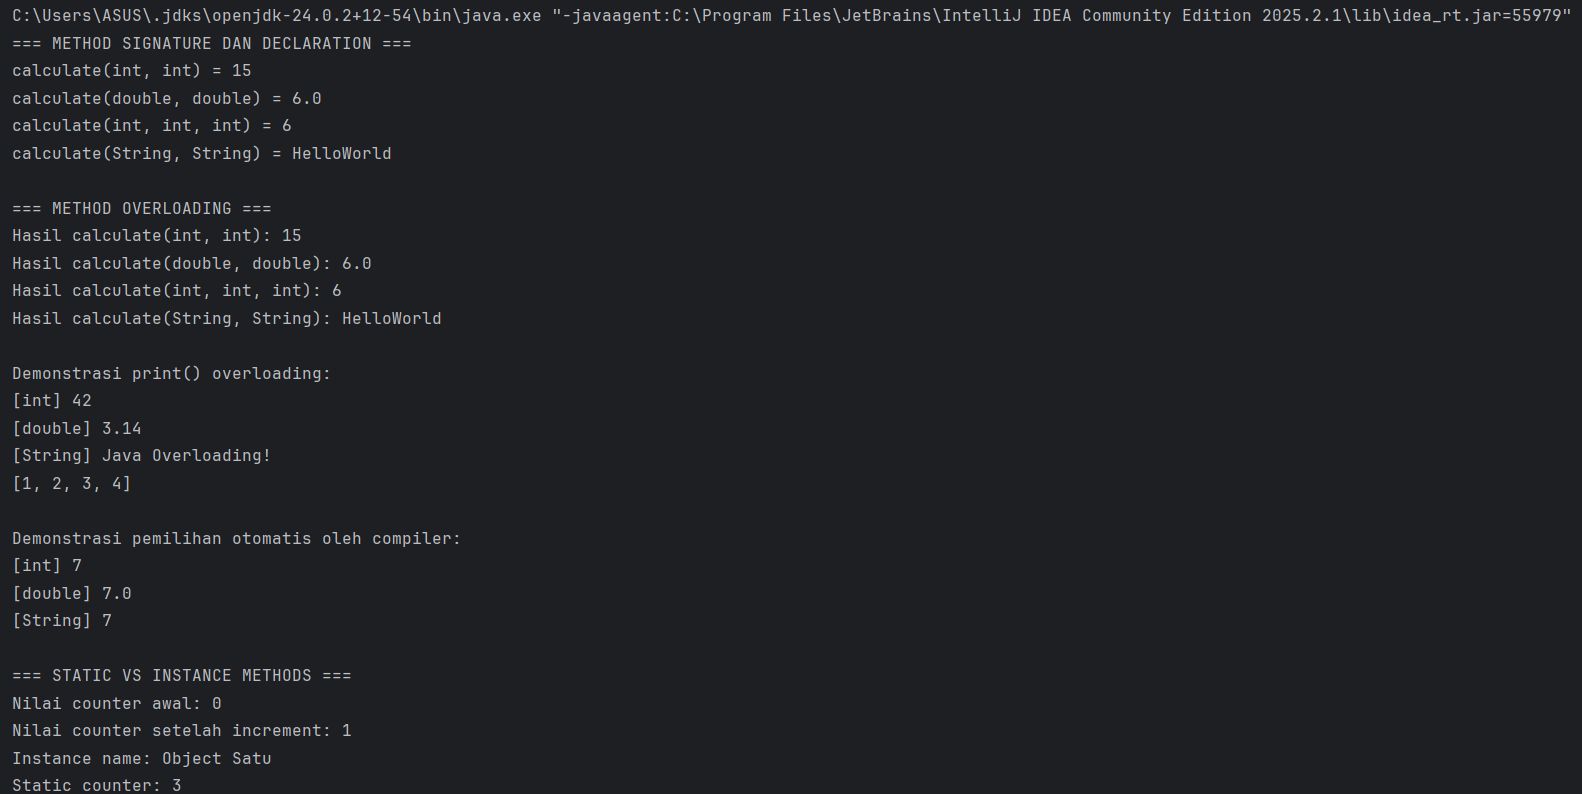 C:\Users\ASUS\.jdks\openjdk-24.0.2+12-54\bin\java.exe "-javaagent:C:\Program Files\JetBrains\IntelliJ IDEA Community Edition 2025.2.1\lib\idea_rt.jar=55979"
=== METHOD SIGNATURE DAN DECLARATION ===
calculate(int, int) = 15
calculate(double, double) = 6.0
calculate(int, int, int) = 6
calculate(String, String) = HelloWorld
=== METHOD OVERLOADING ===
Hasil calculate(int, int): 15
Hasil calculate(double, double): 6.0
Hasil calculate(int, int, int): 6
Hasil calculate(String, String): HelloWorld
Demonstrasi print() overloading:
[int] 42
[double] 3.14
[String] Java Overloading!
[1, 2, 3, 4]
Demonstrasi pemilihan otomatis oleh compiler:
[int] 7
[double] 7.0
[String] 7
=== STATIC VS INSTANCE METHODS ===
Nilai counter awal: 0
Nilai counter setelah increment: 1
Instance name: Object Satu
Static counter: 3